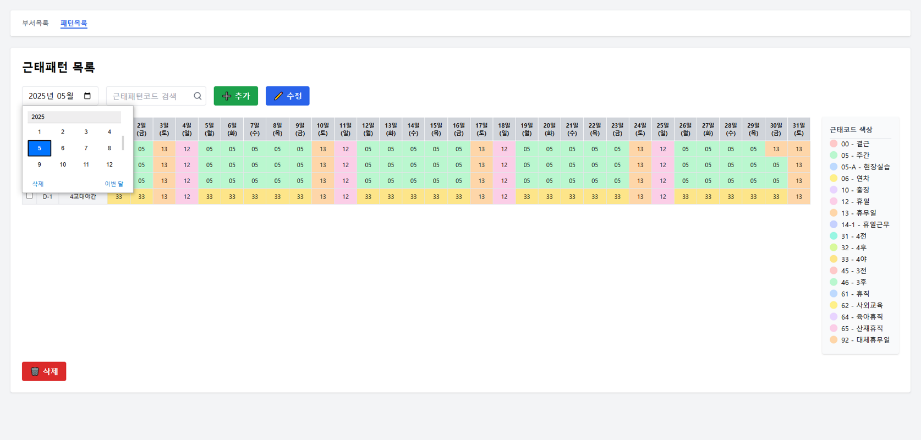 부서목록 패턴목록
근태패턴 목록
2025년 05월 근태패턴코드 검색 ➕ 추가 수정
2025
1 2 3 4
5 6 7 8
9 10 11 12
삭제 이번 달
2일 3일 4일 5일 6일 7일 8일 9일 10일 11일 12일 13일 14일 15일 16일 17일 18일 19일 20일 21일 22일 23일 24일 25일 26일 27일 28일 29일 30일 31일
(금) (토) (일) (월) (화) (수) (목) (금) (토) (일) (월) (화) (수) (목) (금) (토) (일) (월) (화) (수) (목) (금) (토) (일) (월) (화) (수) (목) (금) (토)
05 13 12 05 05 05 05 05 13 12 05 05 05 05 05 13 12 05 05 05 05 05 13 12 05 05 05 05 13 13
05 13 12 05 05 05 05 05 13 12 05 05 05 05 05 13 12 05 05 05 05 05 13 12 05 05 05 05 05 13
05 13 12 05 05 05 05 05 13 12 05 05 05 05 05 13 12 05 05 05 05 05 13 12 05 05 05 05 05 13
D-1 4교대야간 33 33 13 12 33 33 33 33 33 13 12 33 33 33 33 33 13 12 33 33 33 33 33 13 12 33 33 33 33 33 13
근태코드 색상
00 - 결근
05 - 주간
05-A - 현장실습
06 - 연차
10 - 출장
12 - 휴일
13 - 휴무일
14-1 - 휴일근무
31 - 4전
32 - 4후
33 - 4야
45 - 3전
46 - 3후
61 - 휴직
62 - 사외교육
64 - 육아휴직
65 - 산재휴직
92 - 대체휴무일
삭제